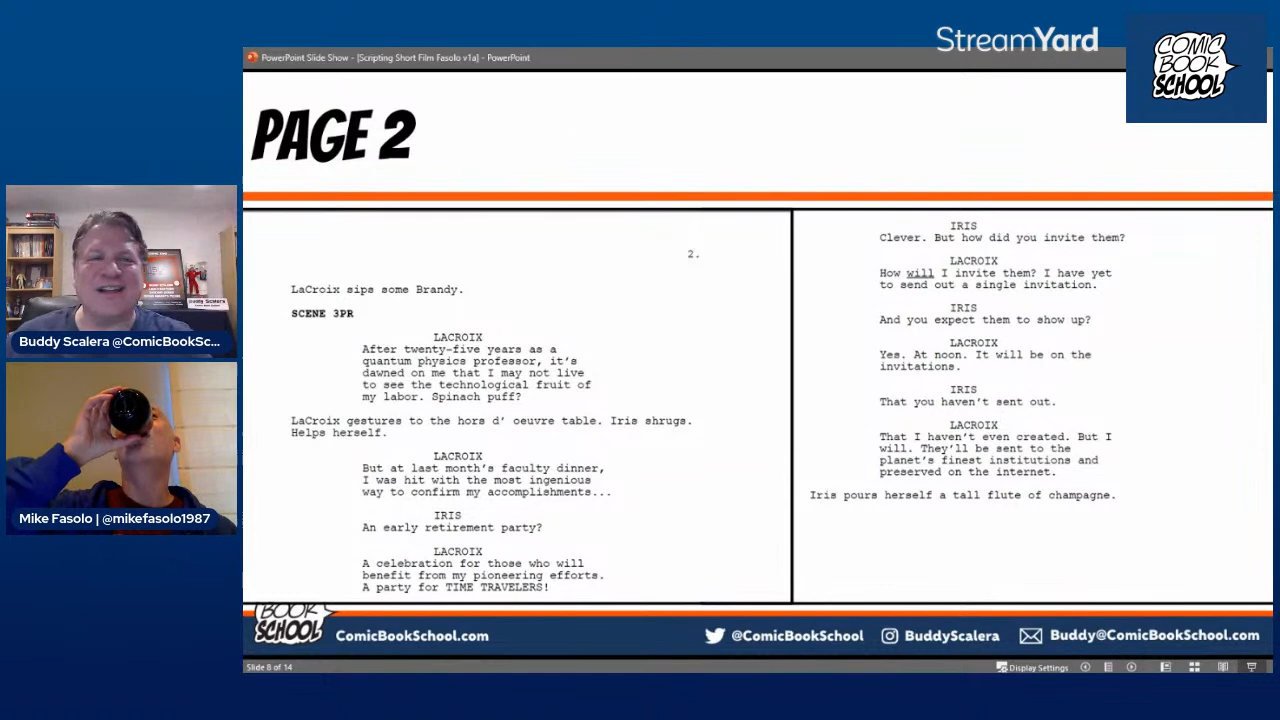 StreamYard
COMIC
BOOK
SCHOOL
PowerPoint Slide Show - [Scripting Short Film Fasolo v1a] - PowerPoint
PAGE 2
2.
LaCroix sips some Brandy.
SCENE 3PR
LACROIX
After twenty-five years as a
quantum physics professor, it's
dawned on me that I may not live
to see the technological fruit of
my labor. Spinach puff?
LaCroix gestures to the hors d' oeuvre table. Iris shrugs.
Helps herself.
LACROIX
But at last month's faculty dinner,
I was hit with the most ingenious
way to confirm my accomplishments...
IRIS
An early retirement party?
LACROIX
A celebration for those who will
benefit from my pioneering efforts.
A party for TIME TRAVELERS!
IRIS
Clever. But how did you invite them?
LACROIX
How will I invite them? I have yet
to send out a single invitation.
IRIS
And you expect them to show up?
LACROIX
Yes. At noon. It will be on the
invitations.
IRIS
That you haven't sent out.
LACROIX
That I haven't even created. But I
will. They'll be sent to the
planet's finest institutions and
preserved on the internet.
Iris pours herself a tall flute of champagne.
Buddy Scalera
Buddy Scalera @ComicBookSc...
Mike Fasolo | @mikefasolo1987
BOOK
SCHOOL
ComicBookSchool.com
@ComicBookSchool
BuddyScalera
Buddy@ComicBookSchool.com
Slide 8 of 14
Display Settings